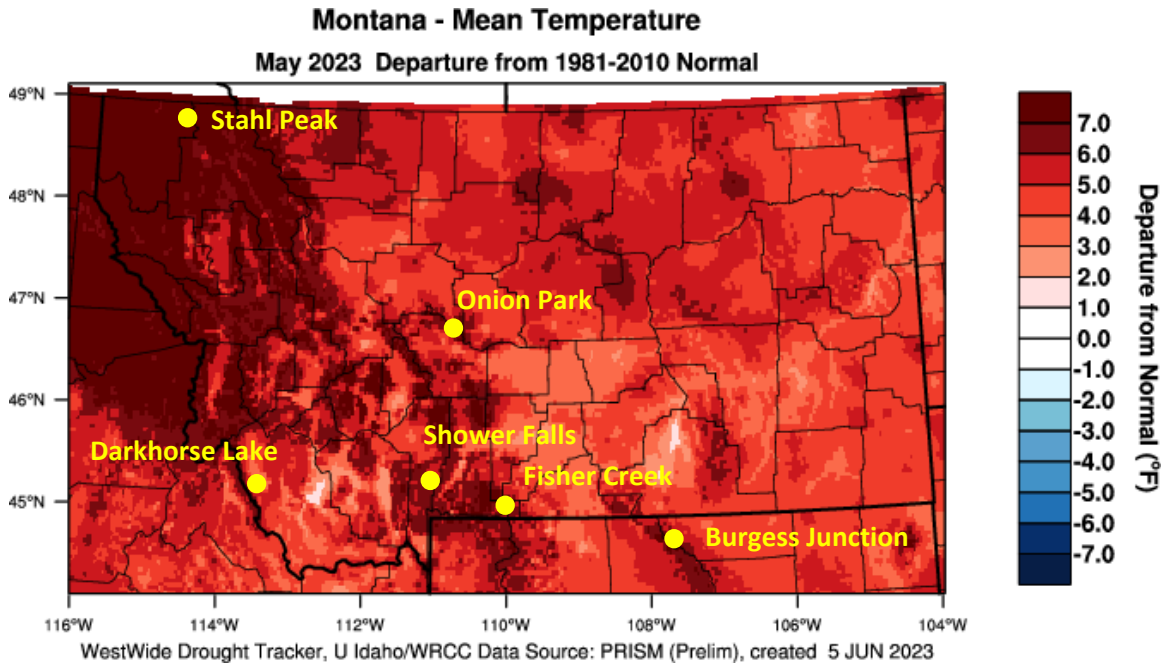 Montana - Mean Temperature
May 2023 Departure from 1981-2010 Normal
49°N
48°N
47°N
46°N
45°N
Stahl Peak
Onion Park
Shower Falls
Darkhorse Lake
Fisher Creek
Burgess Junction
116°W
114°W
112°W
110°W
108°W
106°W
104°W
7.0
6.0
5.0
4.0
3.0
2.0
1.0
0.0
-1.0
-2.0
-3.0
-4.0
-5.0
-6.0
-7.0
Departure from Normal (°F)
WestWide Drought Tracker, U Idaho/WRCC Data Source: PRISM (Prelim), created 5 JUN 2023